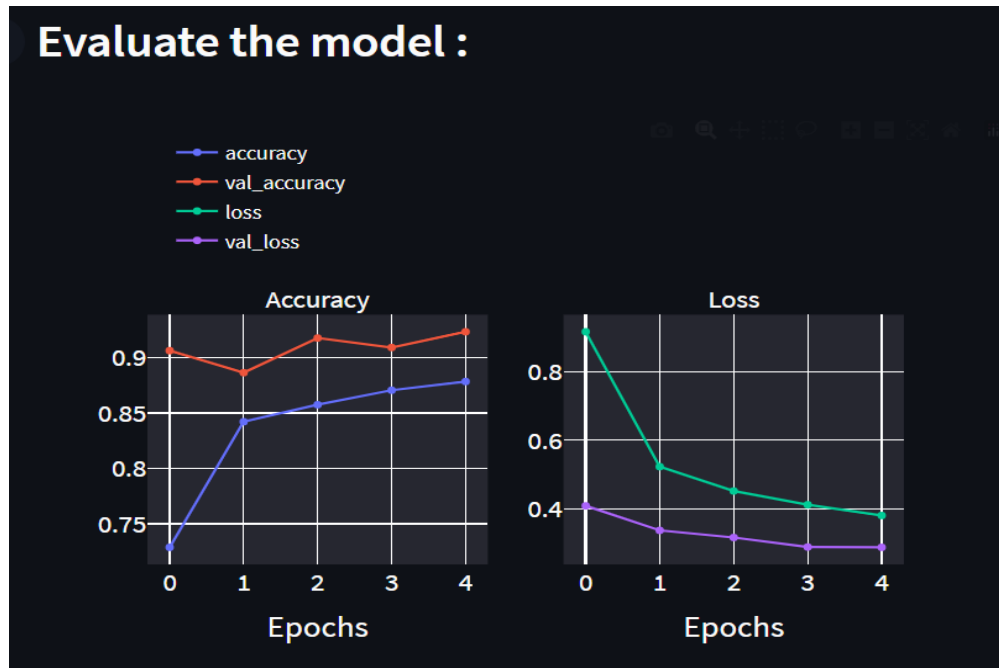 Evaluate the model :
accuracy
val_accuracy
loss
val_loss
Accuracy
0.9
0.85
0.8
0.75
0 1 2 3 4
Epochs
Loss
0.8
0.6
0.4
0 1 2 3 4
Epochs